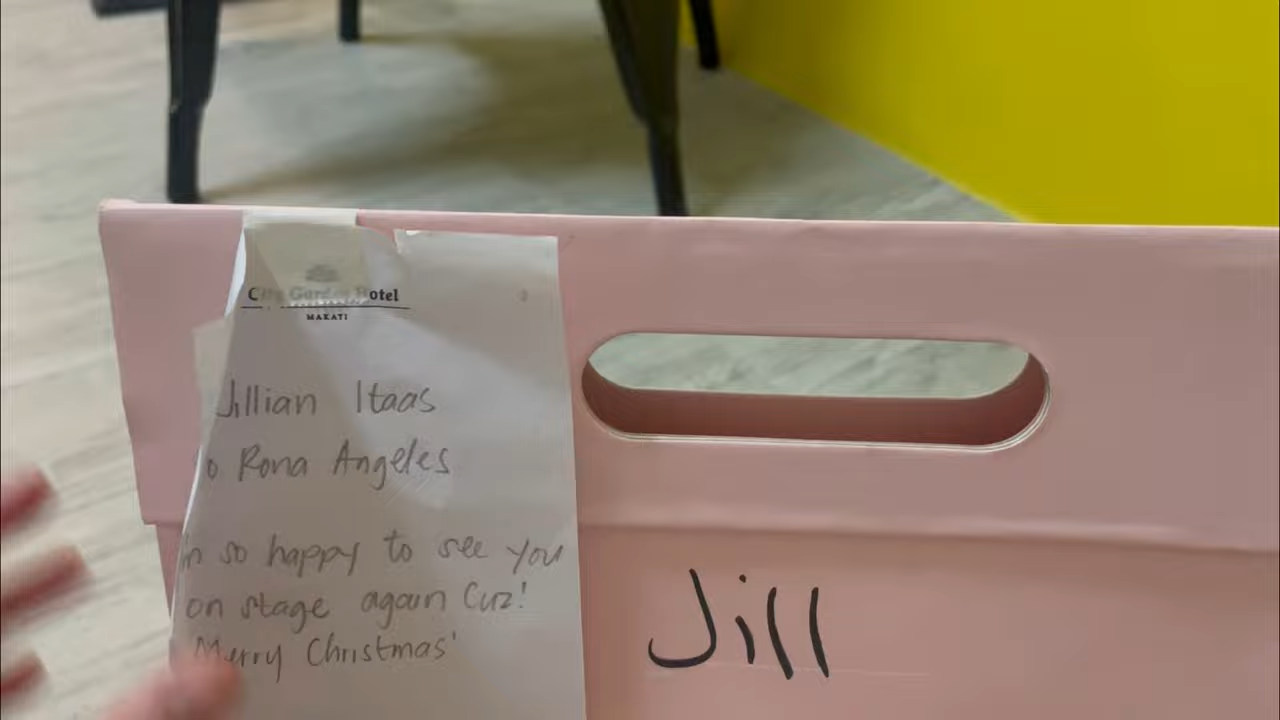 City Garden Hotel
MAKATI
Jillian Itaas
o Rona Angeles
m so happy to see you
on stage again Cuz!
Merry Christmas!
Jill